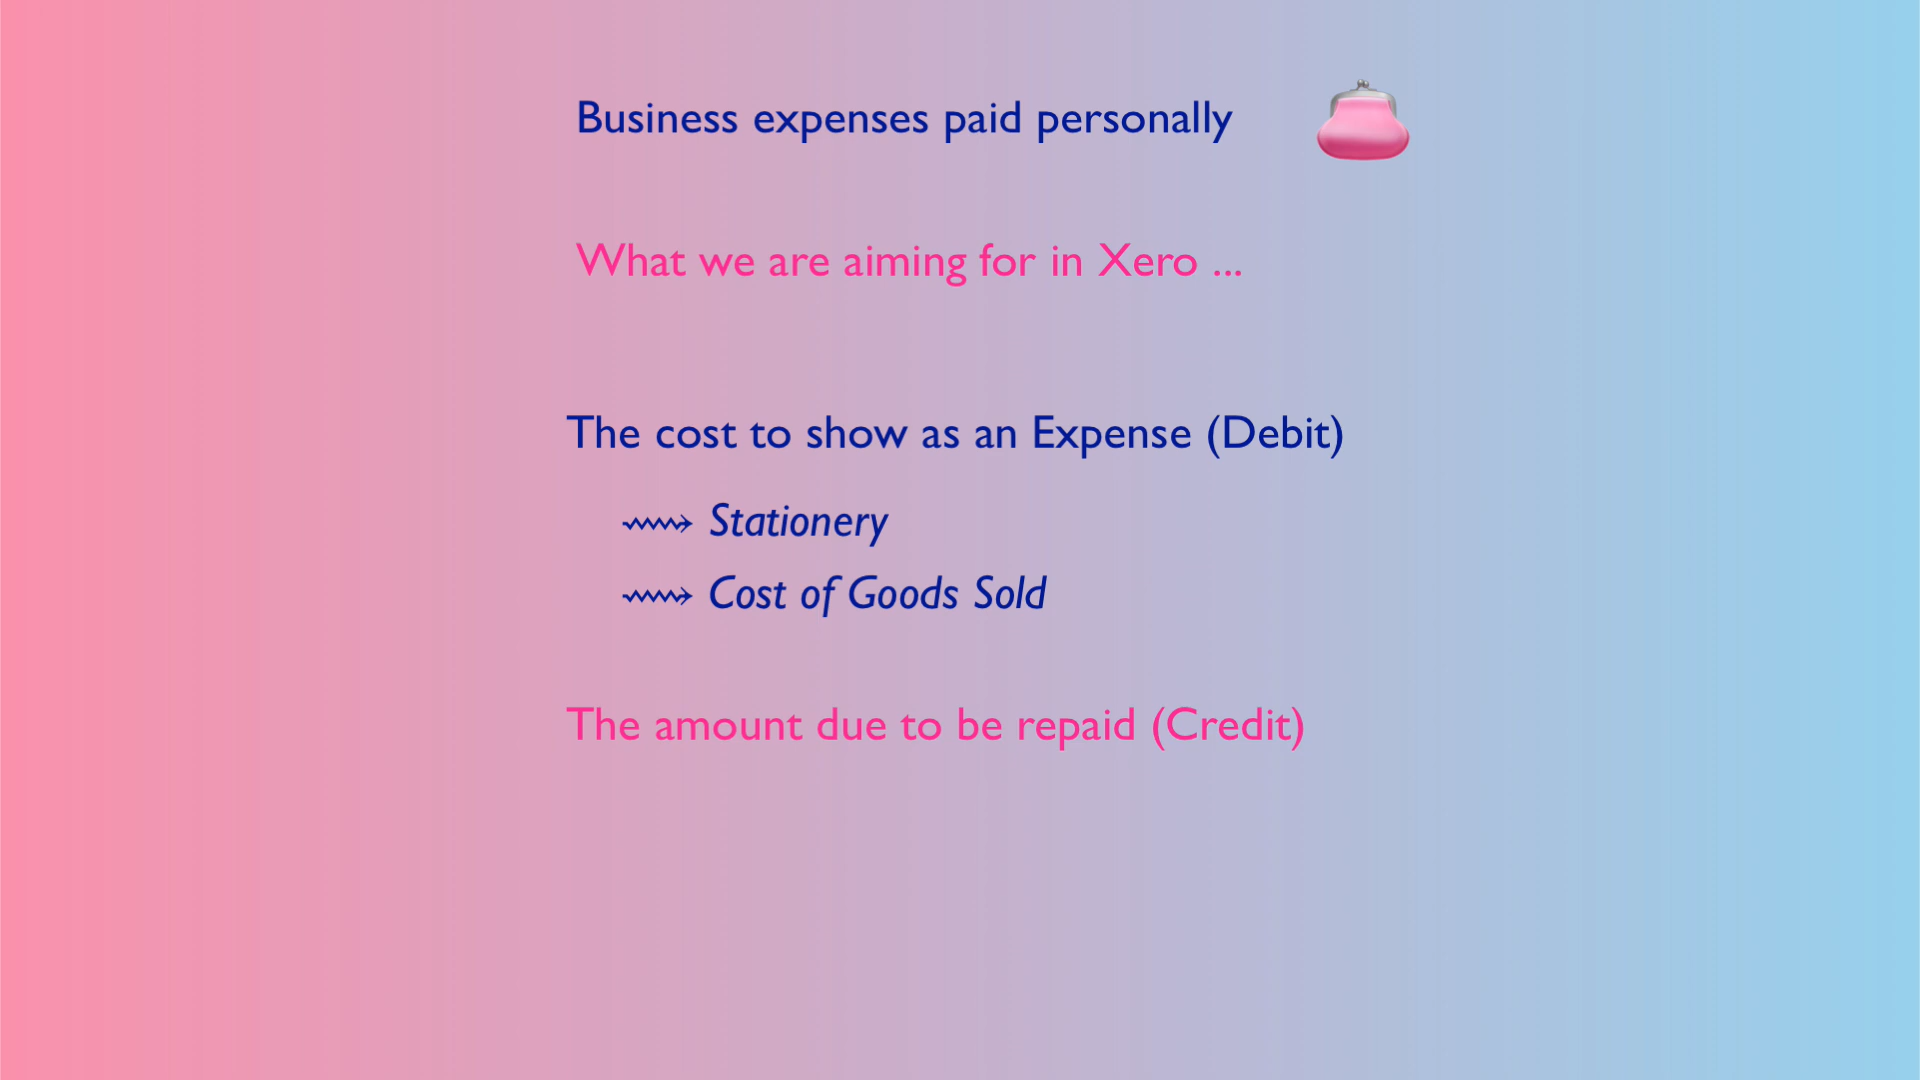 Business expenses paid personally
What we are aiming for in Xero ...
The cost to show as an Expense (Debit)
Stationery
Cost of Goods Sold
The amount due to be repaid (Credit)